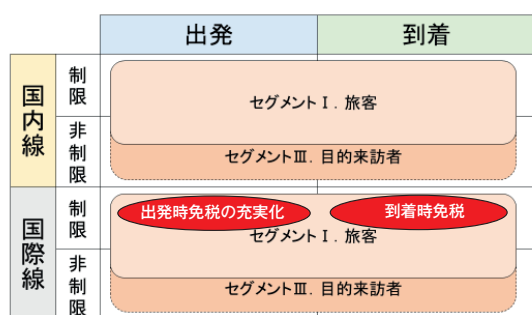 出発 到着
国内線
制限
セグメントⅠ. 旅客
非制限
セグメントⅢ. 目的来訪者
国際線
制限
出発時免税の充実化 到着時免税
セグメントⅠ. 旅客
非制限
セグメントⅢ. 目的来訪者